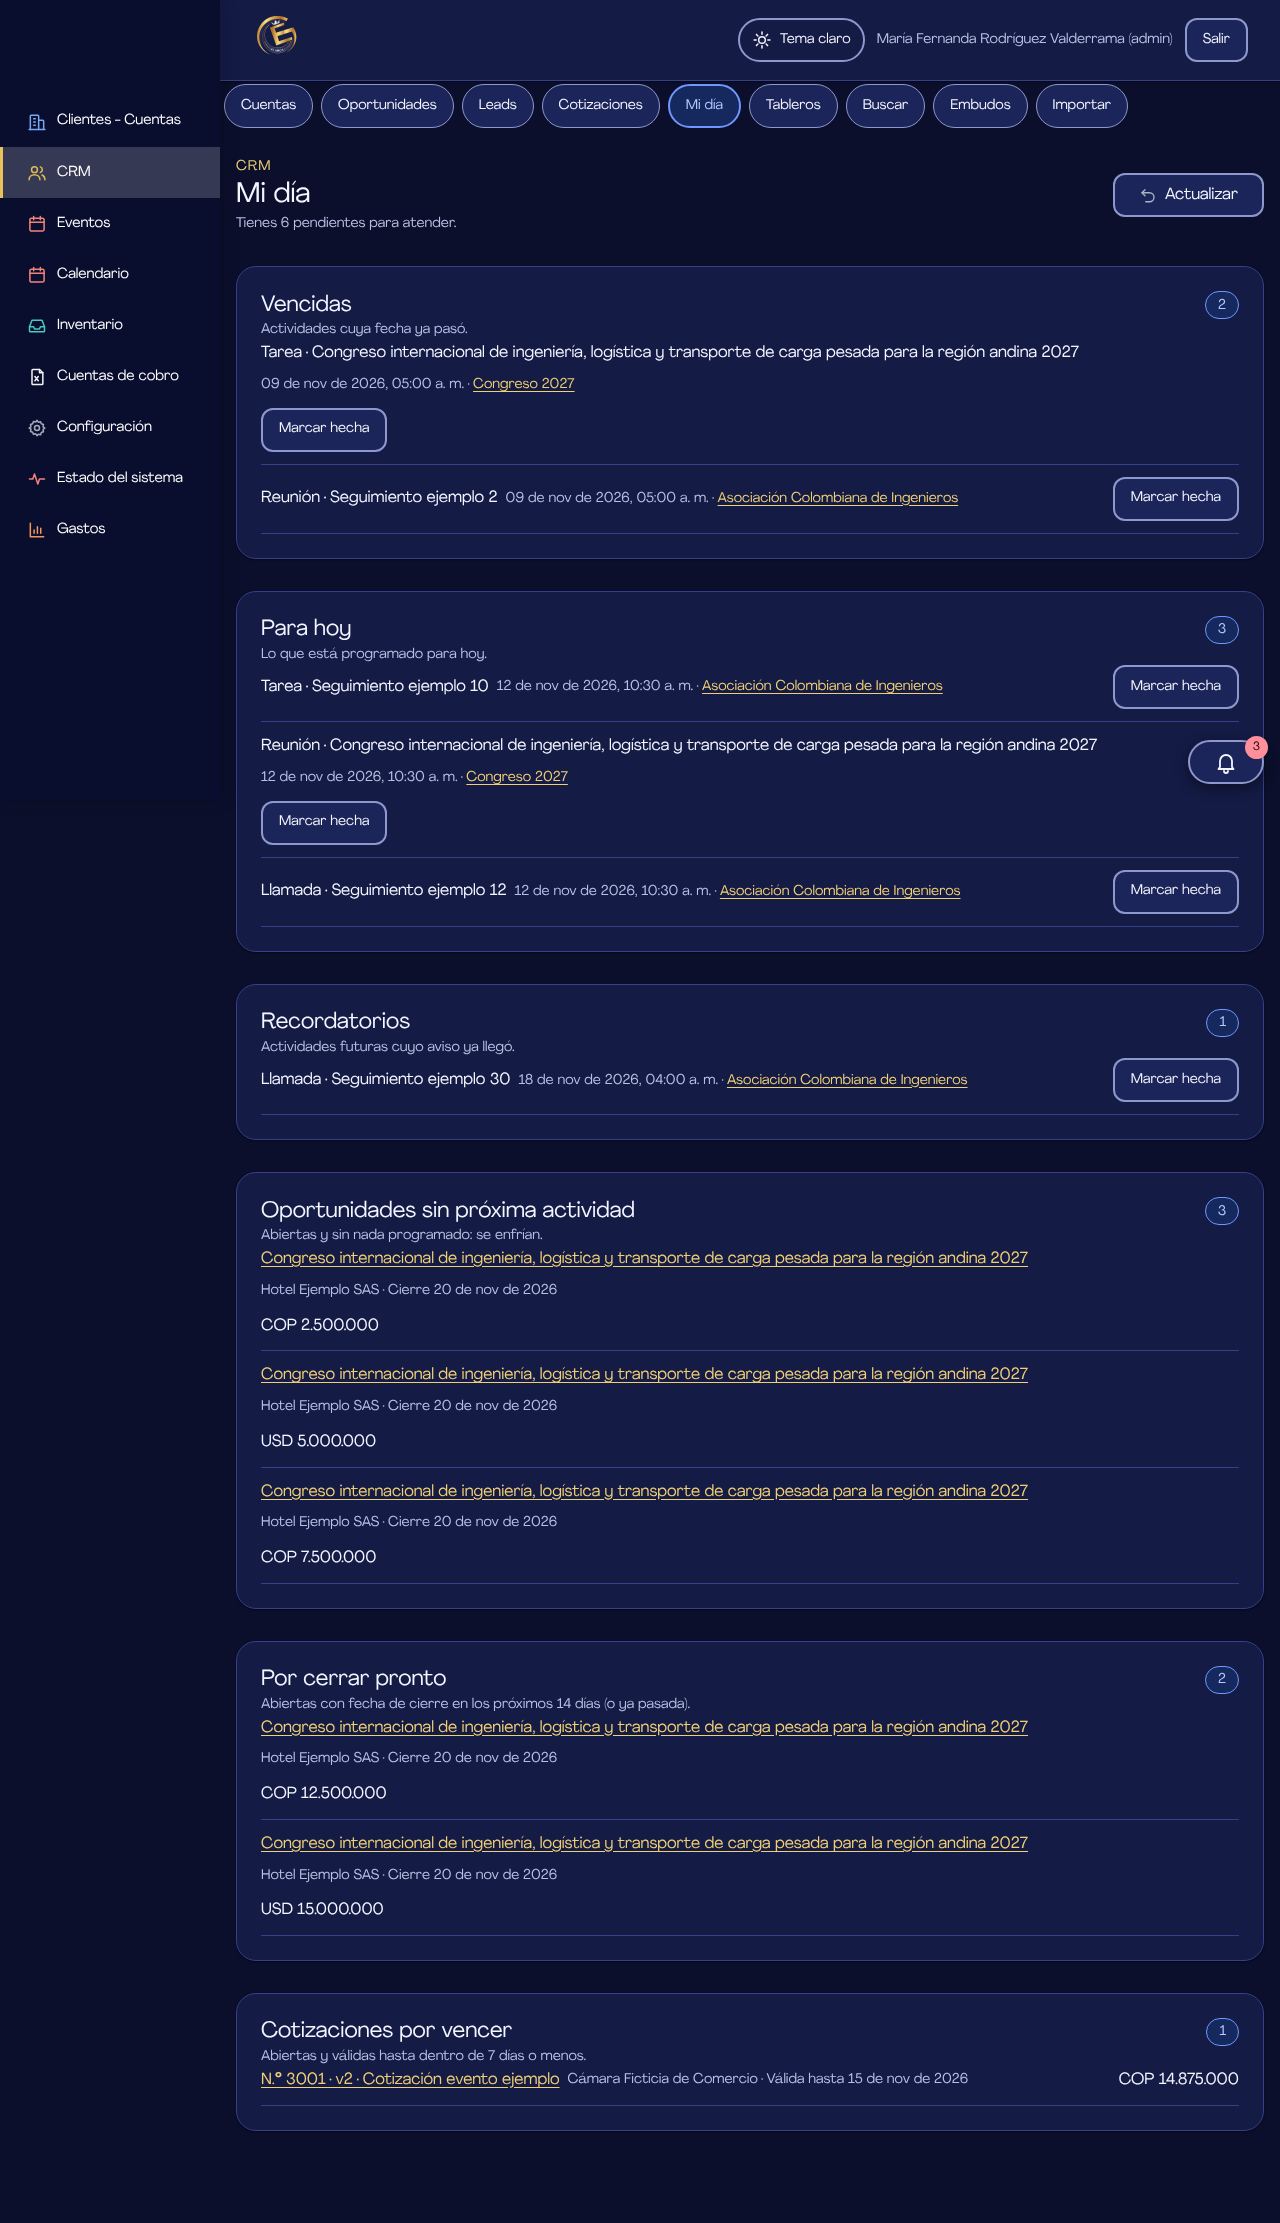 Tema claro
María Fernanda Rodríguez Valderrama (admin)
Salir
Clientes - Cuentas
CRM
Eventos
Calendario
Inventario
Cuentas de cobro
Configuración
Estado del sistema
Gastos
Cuentas
Oportunidades
Leads
Cotizaciones
Mi día
Tableros
Buscar
Embudos
Importar
CRM
Mi día
Tienes 6 pendientes para atender.
Actualizar
Vencidas
2
Actividades cuya fecha ya pasó.
Tarea · Congreso internacional de ingeniería, logística y transporte de carga pesada para la región andina 2027
09 de nov de 2026, 05:00 a. m. · Congreso 2027
Marcar hecha
Reunión · Seguimiento ejemplo 2 09 de nov de 2026, 05:00 a. m. · Asociación Colombiana de Ingenieros
Marcar hecha
Para hoy
3
Lo que está programado para hoy.
Tarea · Seguimiento ejemplo 10 12 de nov de 2026, 10:30 a. m. · Asociación Colombiana de Ingenieros
Marcar hecha
Reunión · Congreso internacional de ingeniería, logística y transporte de carga pesada para la región andina 2027
3
12 de nov de 2026, 10:30 a. m. · Congreso 2027
Marcar hecha
Llamada · Seguimiento ejemplo 12 12 de nov de 2026, 10:30 a. m. · Asociación Colombiana de Ingenieros
Marcar hecha
Recordatorios
1
Actividades futuras cuyo aviso ya llegó.
Llamada · Seguimiento ejemplo 30 18 de nov de 2026, 04:00 a. m. · Asociación Colombiana de Ingenieros
Marcar hecha
Oportunidades sin próxima actividad
3
Abiertas y sin nada programado: se enfrían.
Congreso internacional de ingeniería, logística y transporte de carga pesada para la región andina 2027
Hotel Ejemplo SAS · Cierre 20 de nov de 2026
COP 2.500.000
Congreso internacional de ingeniería, logística y transporte de carga pesada para la región andina 2027
Hotel Ejemplo SAS · Cierre 20 de nov de 2026
USD 5.000.000
Congreso internacional de ingeniería, logística y transporte de carga pesada para la región andina 2027
Hotel Ejemplo SAS · Cierre 20 de nov de 2026
COP 7.500.000
Por cerrar pronto
2
Abiertas con fecha de cierre en los próximos 14 días (o ya pasada).
Congreso internacional de ingeniería, logística y transporte de carga pesada para la región andina 2027
Hotel Ejemplo SAS · Cierre 20 de nov de 2026
COP 12.500.000
Congreso internacional de ingeniería, logística y transporte de carga pesada para la región andina 2027
Hotel Ejemplo SAS · Cierre 20 de nov de 2026
USD 15.000.000
Cotizaciones por vencer
1
Abiertas y válidas hasta dentro de 7 días o menos.
N.° 3001 · v2 · Cotización evento ejemplo Cámara Ficticia de Comercio · Válida hasta 15 de nov de 2026
COP 14.875.000